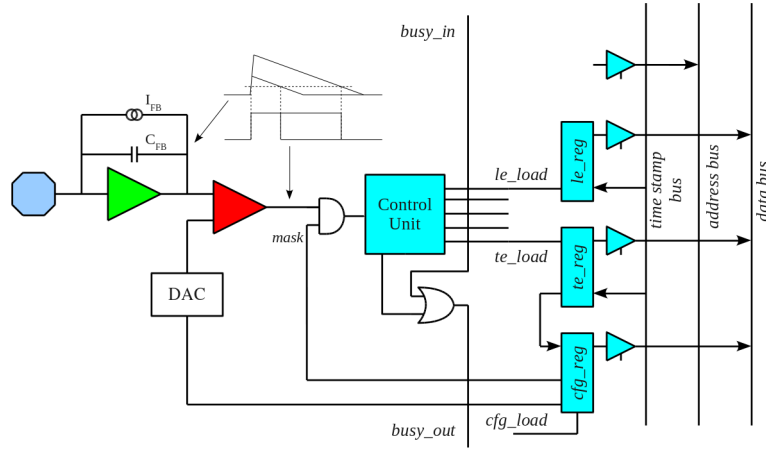 busy_in
I_FB
C_FB
le_load
le_reg
time stamp
bus
address bus
data bus
Control
Unit
mask
te_load
te_reg
DAC
cfg_reg
cfg_load
busy_out